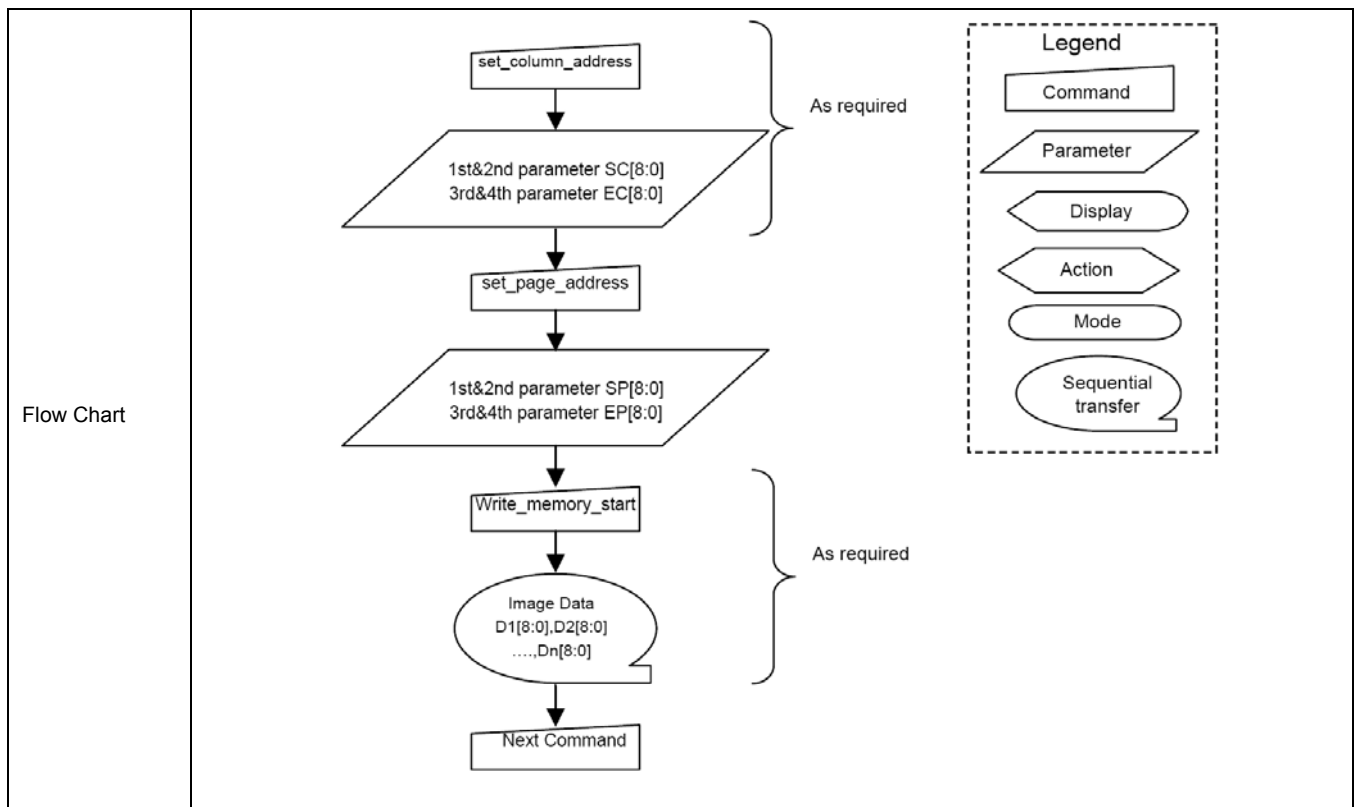 Flow Chart
set_column_address
1st&2nd parameter SC[8:0]
3rd&4th parameter EC[8:0]
As required
set_page_address
1st&2nd parameter SP[8:0]
3rd&4th parameter EP[8:0]
Write_memory_start
Image Data
D1[8:0],D2[8:0]
....,Dn[8:0]
As required
Next Command
Legend
Command
Parameter
Display
Action
Mode
Sequential
transfer